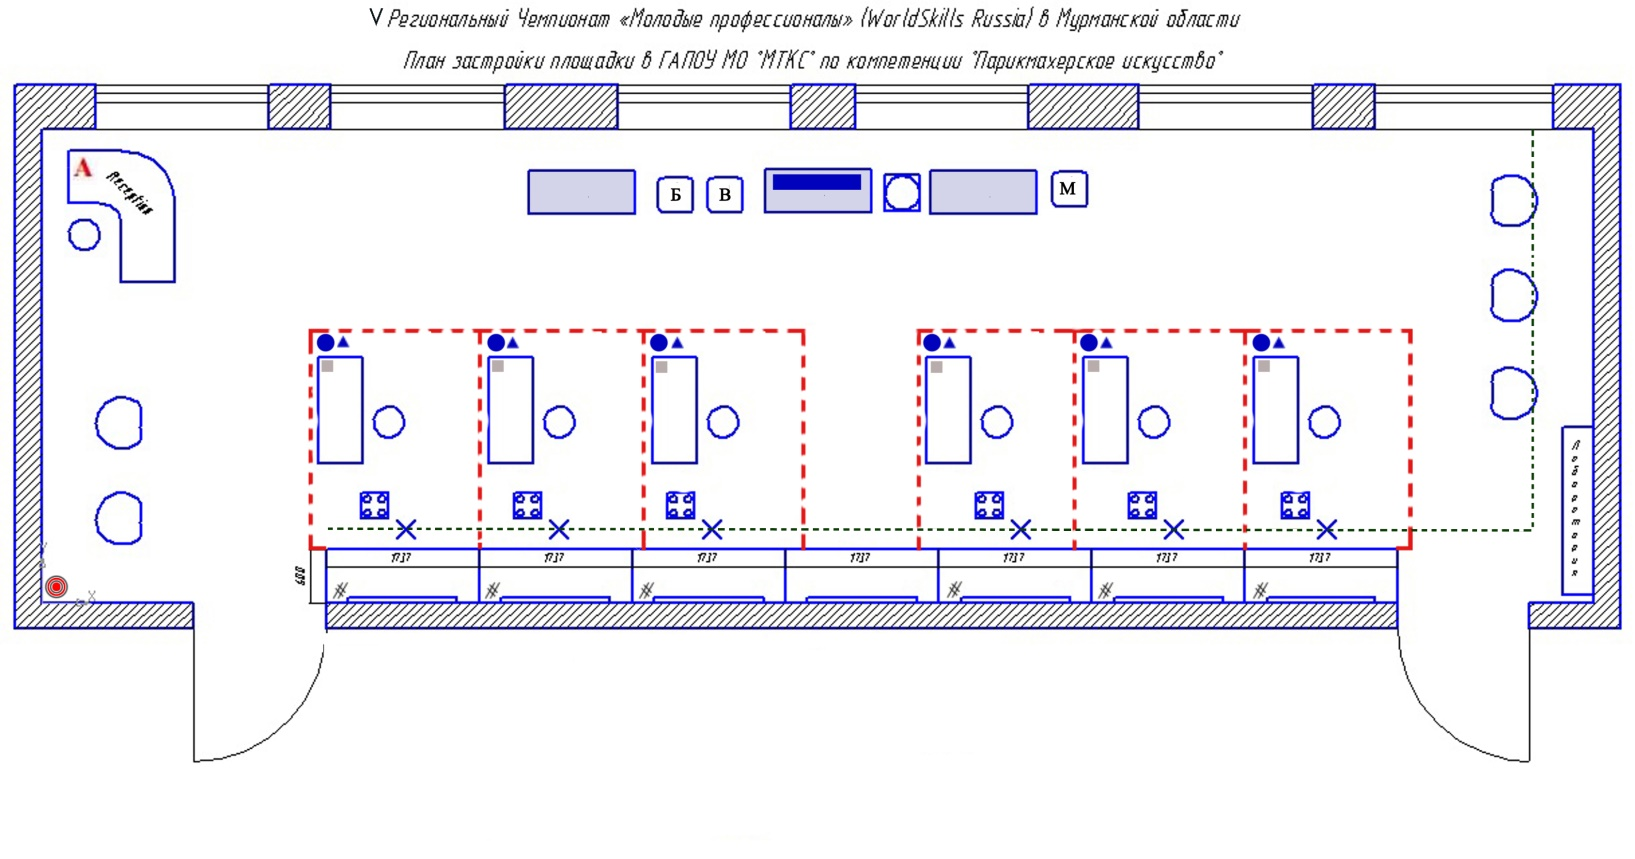 V Региональный Чемпионат «Молодые профессионалы» (WorldSkills Russia) в Мурманской области
План застройки площадки в ГАПОУ МО "МТКС" по компетенции "Парикмахерское искусство"
А
Reception
Б
В
М
Лаборатория
1737
1737
1737
1737
1737
1737
1737
600
#
#
#
#
#
#
X